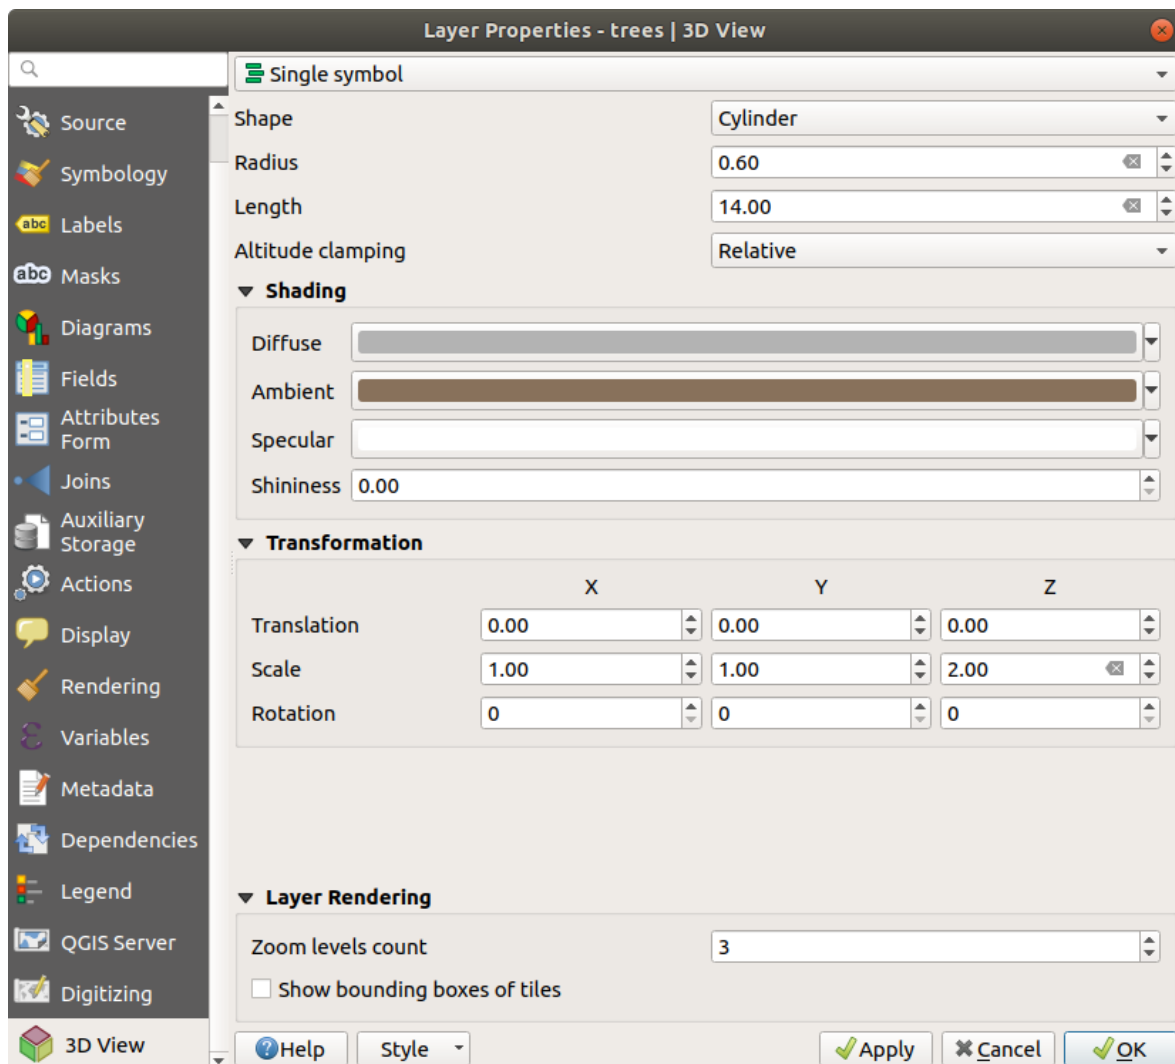 Layer Properties - trees | 3D View
Source
Symbology
abc Labels
abc Masks
Diagrams
Fields
Attributes
Form
Joins
Auxiliary
Storage
Actions
Display
Rendering
Variables
Metadata
Dependencies
Legend
QGIS Server
Digitizing
3D View
Single symbol
Shape Cylinder
Radius 0.60
Length 14.00
Altitude clamping Relative
Shading
Diffuse
Ambient
Specular
Shininess 0.00
Transformation
X Y Z
Translation 0.00 0.00 0.00
Scale 1.00 1.00 2.00
Rotation 0 0 0
Layer Rendering
Zoom levels count 3
Show bounding boxes of tiles
Help Style Apply Cancel OK